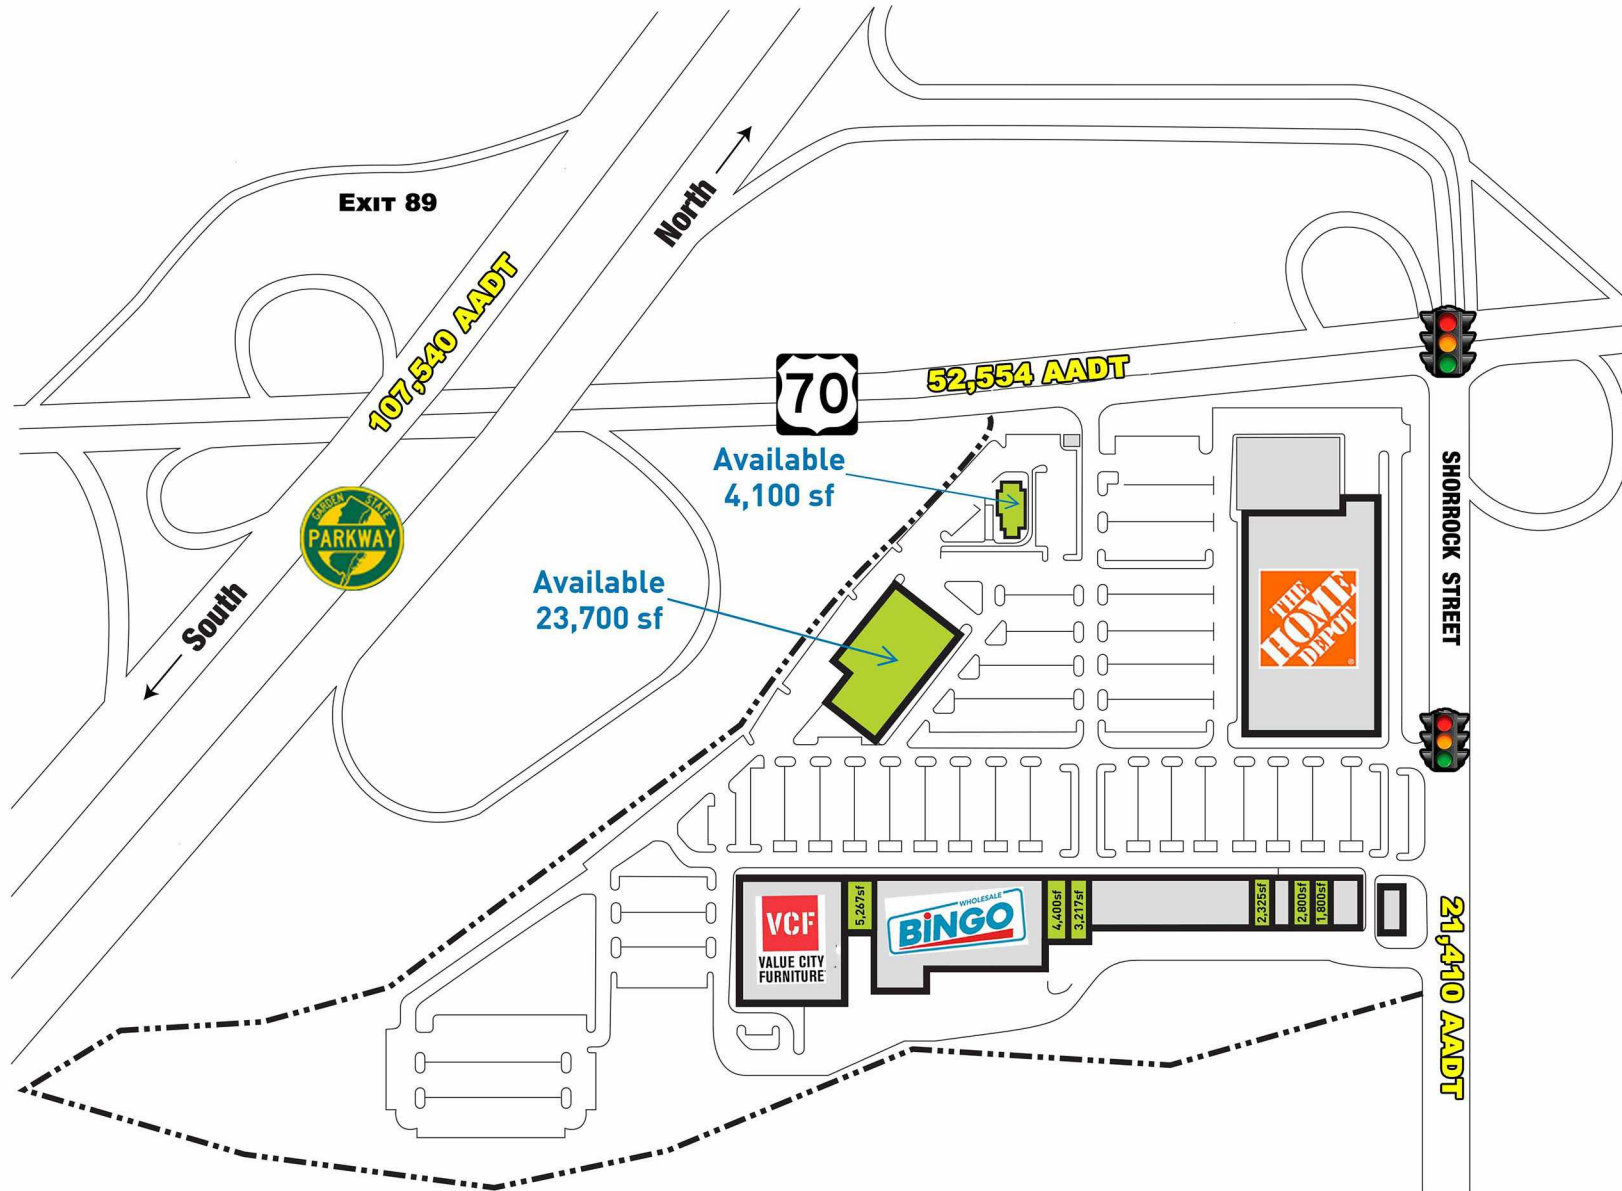 EXIT 89
North
107,540 AADT
70
52,554 AADT
Available
4,100 sf
GARDEN STATE
PARKWAY
South
Available
23,700 sf
SHORROCK STREET
THE
HOME
DEPOT
®
VCF
VALUE CITY
FURNITURE
5,267sf
WHOLESALE
BiNGO
4,400sf
3,217sf
2,325sf
2,800sf
1,800sf
21,410 AADT